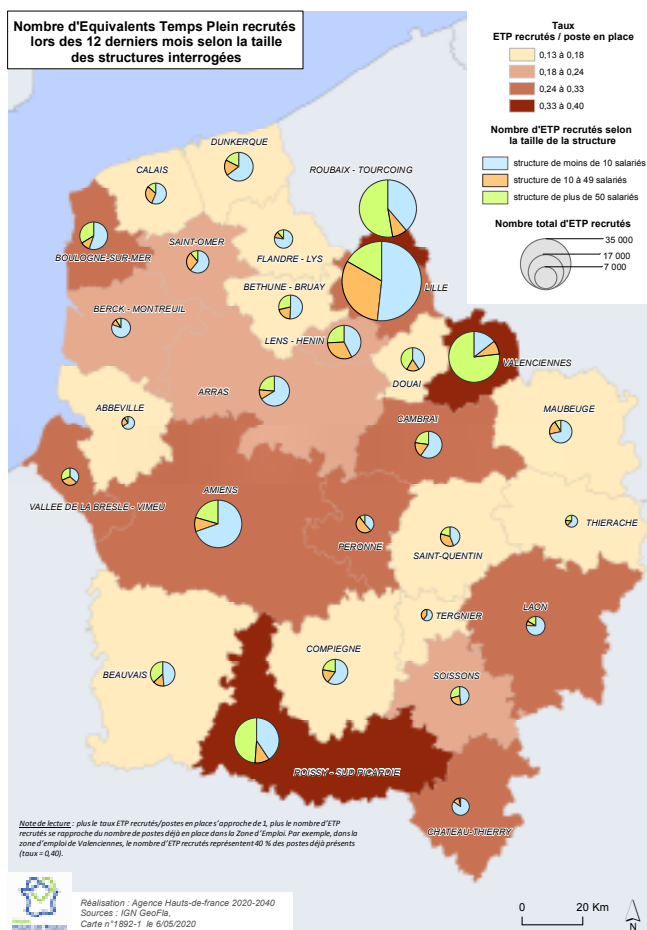 Nombre d'Equivalents Temps Plein recrutés
lors des 12 derniers mois selon la taille
des structures interrogées
Taux
ETP recrutés / poste en place
0,13 à 0,18
0,18 à 0,24
0,24 à 0,33
0,33 à 0,40
Nombre d'ETP recrutés selon
la taille de la structure
structure de moins de 10 salariés
structure de 10 à 49 salariés
structure de plus de 50 salariés
Nombre total d'ETP recrutés
35 000
17 000
7 000
DUNKERQUE
CALAIS
ROUBAIX - TOURCOING
BOULOGNE-SUR-MER
SAINT-OMER
FLANDRE - LYS
LILLE
BETHUNE - BRUAY
BERCK - MONTREUIL
LENS - HENIN
VALENCIENNES
DOUAI
ARRAS
ABBEVILLE
MAUBEUGE
CAMBRAI
AMIENS
VALLEE DE LA BRESLE - VIMEU
PERONNE
THIERACHE
SAINT-QUENTIN
TERGNIER
LAON
COMPIEGNE
BEAUVAIS
SOISSONS
ROISSY - SUD PICARDIE
CHATEAU-THIERRY
Note de lecture : plus le taux ETP recrutés/postes en place s'approche de 1, plus le nombre d'ETP
recrutés se rapproche du nombre de postes déjà en place dans la Zone d'Emploi. Par exemple, dans la
zone d'emploi de Valenciennes, le nombre d'ETP recrutés représentent 40 % des postes déjà présents
(taux = 0,40).
Réalisation : Agence Hauts-de-france 2020-2040
Sources : IGN GeoFla,
Carte n°1892-1 le 6/05/2020
0 20 Km
N